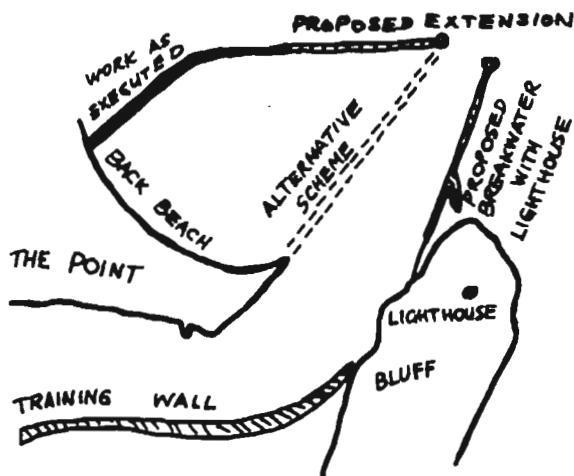 PROPOSED EXTENSION
WORK AS
EXECUTED
ALTERNATIVE
SCHEME
PROPOSED
BREAKWATER
WITH
LIGHTHOUSE
BACK BEACH
THE POINT
LIGHTHOUSE
BLUFF
TRAINING WALL